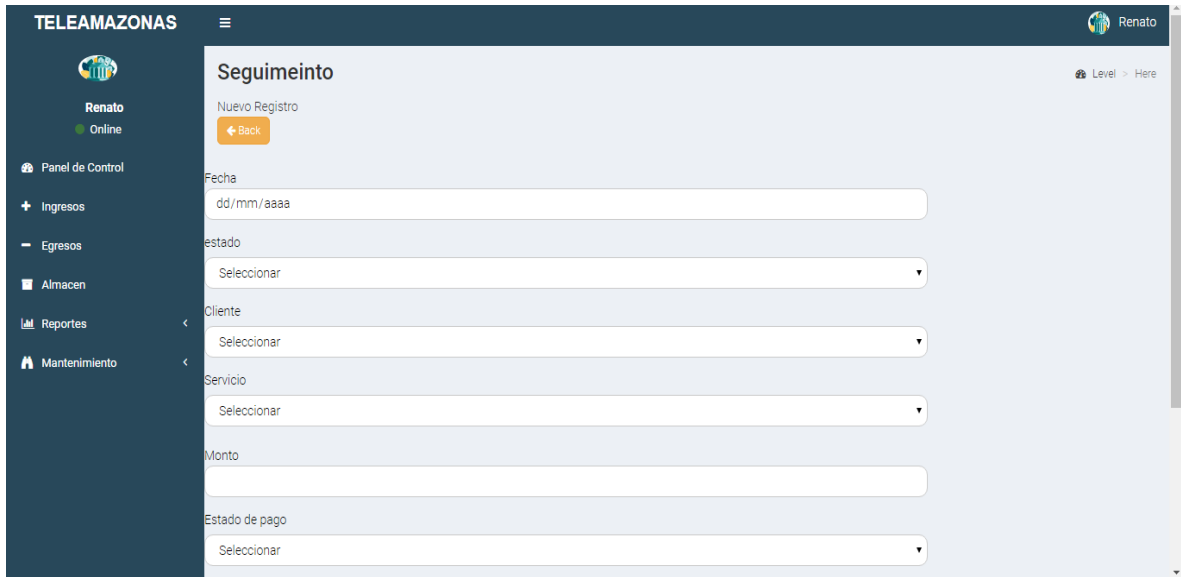 TELEAMAZONAS
Renato
Renato
Online
Panel de Control
Ingresos
Egresos
Almacen
Reportes
Mantenimiento
Seguimeinto
Level > Here
Nuevo Registro
Back
Fecha
dd/mm/aaaa
estado
Seleccionar
Cliente
Seleccionar
Servicio
Seleccionar
Monto
Estado de pago
Seleccionar